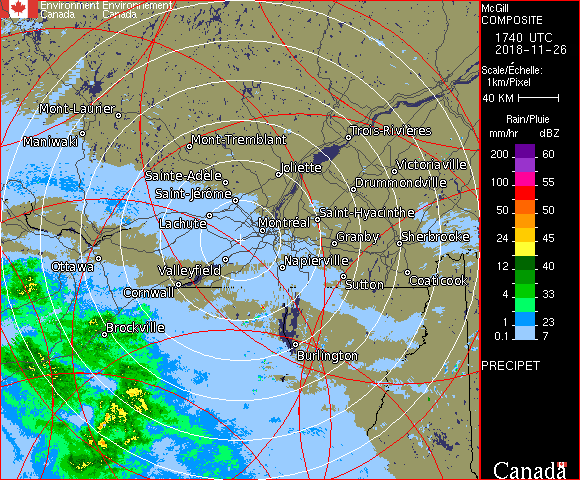 Environment Environnement
Canada Canada
McGill
COMPOSITE
1740 UTC
2018-11-26
Scale/Échelle:
1km/Pixel
40 KM
Rain/Pluie
mm/hr dBZ
200 60
150 57
100 55
50 50
24 45
12 40
4 33
1 23
0.1 7
PRECIPET
Mont-Laurier
Maniwaki
Mont-Tremblant
Trois-Rivières
Joliette
Victoriaville
Sainte-Adèle
Drummondville
Saint-Jérôme
Saint-Hyacinthe
Lachute
Montréal
Granby
Sherbrooke
Ottawa
Valleyfield
Napierville
Cornwall
Sutton
Coaticook
Brockville
Burlington
Canada